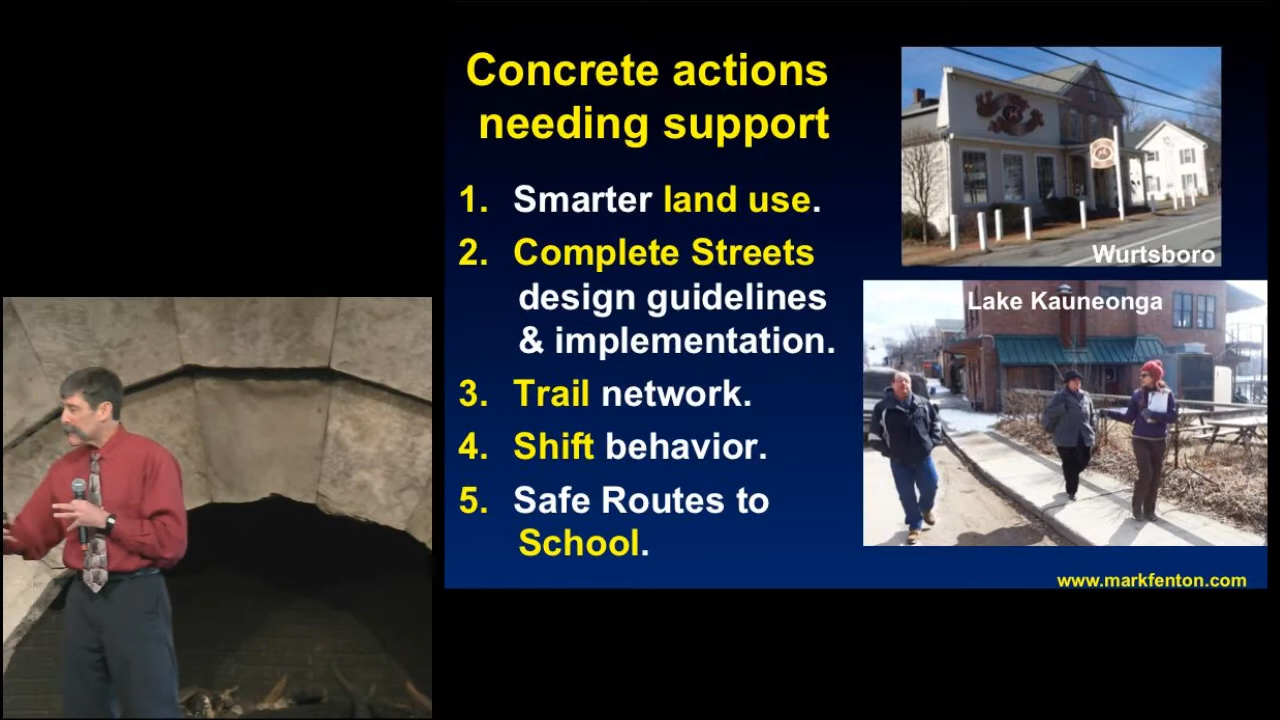 Concrete actions
needing support
1. Smarter land use.
2. Complete Streets
design guidelines
& implementation.
3. Trail network.
4. Shift behavior.
5. Safe Routes to
School.
Wurtsboro
Lake Kauneonga
www.markfenton.com